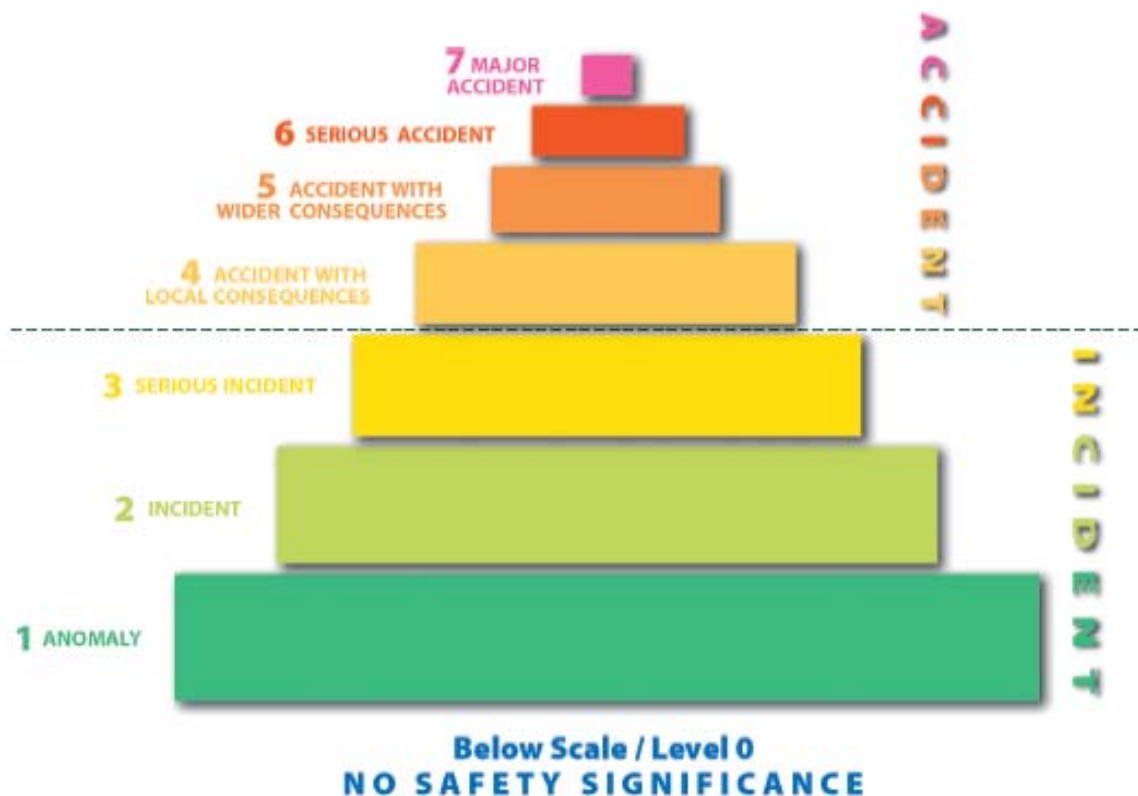 ACCIDENT
7 MAJOR
ACCIDENT
6 SERIOUS ACCIDENT
5 ACCIDENT WITH
WIDER CONSEQUENCES
4 ACCIDENT WITH
LOCAL CONSEQUENCES
INCIDENT
3 SERIOUS INCIDENT
2 INCIDENT
1 ANOMALY
Below Scale / Level 0
NO SAFETY SIGNIFICANCE